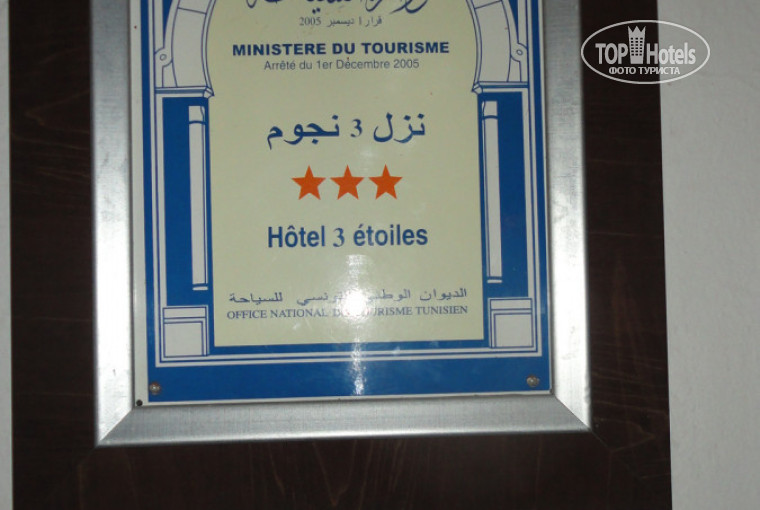 قرارة ديسمبر 2005
MINISTERE DU TOURISME
Arrêté du 1er Décembre 2005
نزل 3 نجوم
Hôtel 3 étoiles
الديوان الوطني التونسي للسياحة
OFFICE NATIONAL DU TOURISME TUNISIEN
TOP Hotels
ФОТО ТУРИСТА